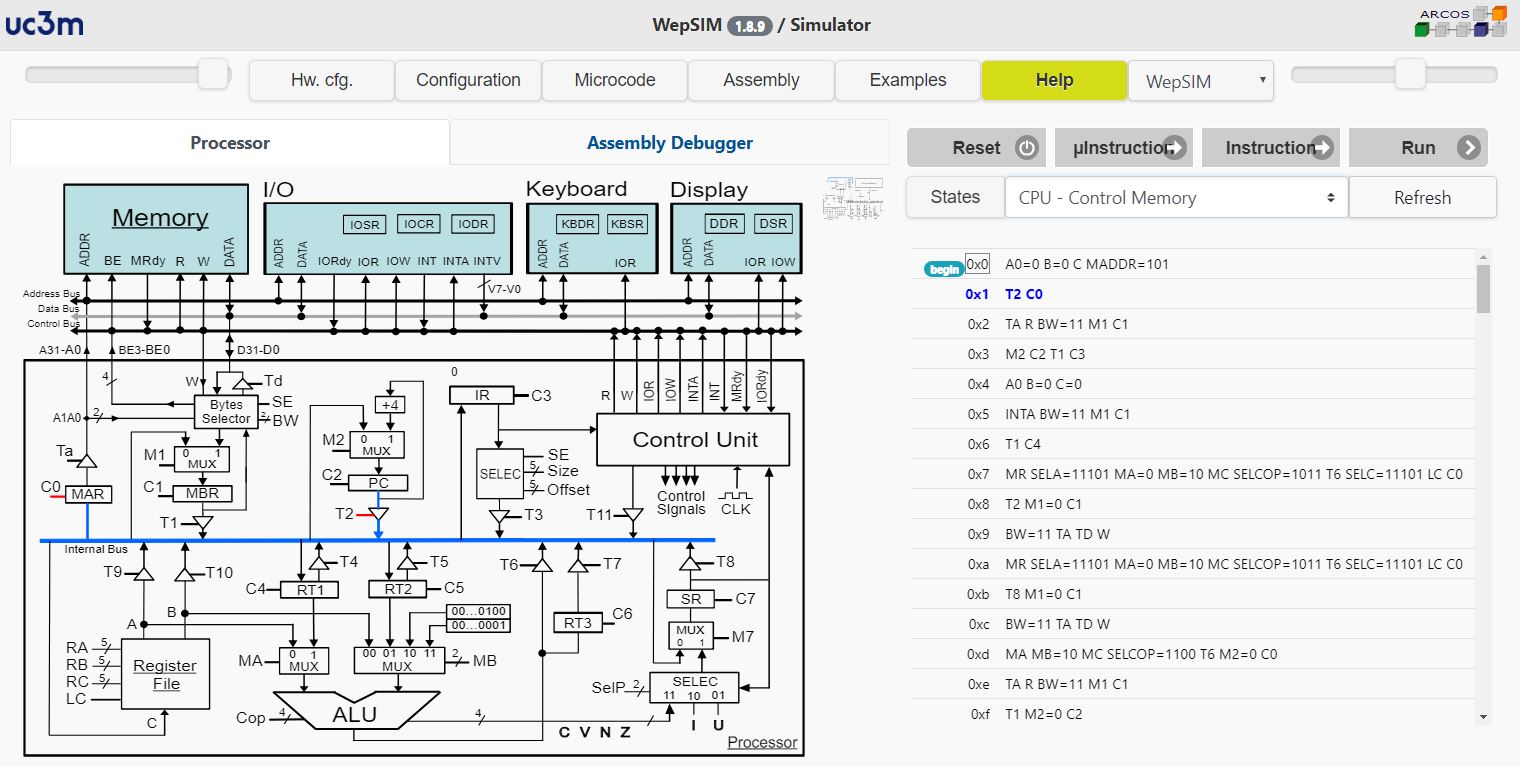 uc3m
WepSIM 1.8.9 / Simulator
ARCOS
Hw. cfg. Configuration Microcode Assembly Examples Help WepSIM
Processor Assembly Debugger
Reset µInstruction Instruction Run
States CPU - Control Memory Refresh
Memory
ADDR BE MRdy R W DATA
I/O
IOSR IOCR IODR
ADDR DATA IORdy IOR IOW INT INTA INTV
Keyboard
KBDR KBSR
ADDR DATA IOR
Display
DDR DSR
ADDR DATA IOR IOW
V7-V0
Address Bus
Data Bus
Control Bus
A31-A0 BE3-BE0 D31-D0
4 W Td
SE
BW
Bytes
Selector
2
A1A0 2
Ta M1 0 1
MUX
C0 MAR C1 MBR
T1
+4
M2 0 1
MUX
C2 PC
T2
0
IR C3
SELEC
SE
5 Size
5 Offset
T3
R W IOR IOW INTA INT MRdy IORdy
Control Unit
Control
SIgnals
CLK
T11
Internal Bus
T9 T10 T4 T5 T6 T7 T8
C4 RT1 RT2 C5
00...0100
00...0001
RT3 C6
SR C7
MUX
0 1
M7
A B
RA 5
RB 5
RC 5
LC
Register
File
C
MA 0 1
MUX
00 01 10 11
MUX
2 MB
SelP 2
SELEC
11 10 01
Cop 4 ALU 4
C V N Z I U
Processor
begin 0x0 A0=0 B=0 C MADDR=101
0x1 T2 C0
0x2 TA R BW=11 M1 C1
0x3 M2 C2 T1 C3
0x4 A0 B=0 C=0
0x5 INTA BW=11 M1 C1
0x6 T1 C4
0x7 MR SELA=11101 MA=0 MB=10 MC SELCOP=1011 T6 SELC=11101 LC C0
0x8 T2 M1=0 C1
0x9 BW=11 TA TD W
0xa MR SELA=11101 MA=0 MB=10 MC SELCOP=1011 T6 SELC=11101 LC C0
0xb T8 M1=0 C1
0xc BW=11 TA TD W
0xd MA MB=10 MC SELCOP=1100 T6 M2=0 C0
0xe TA R BW=11 M1 C1
0xf T1 M2=0 C2